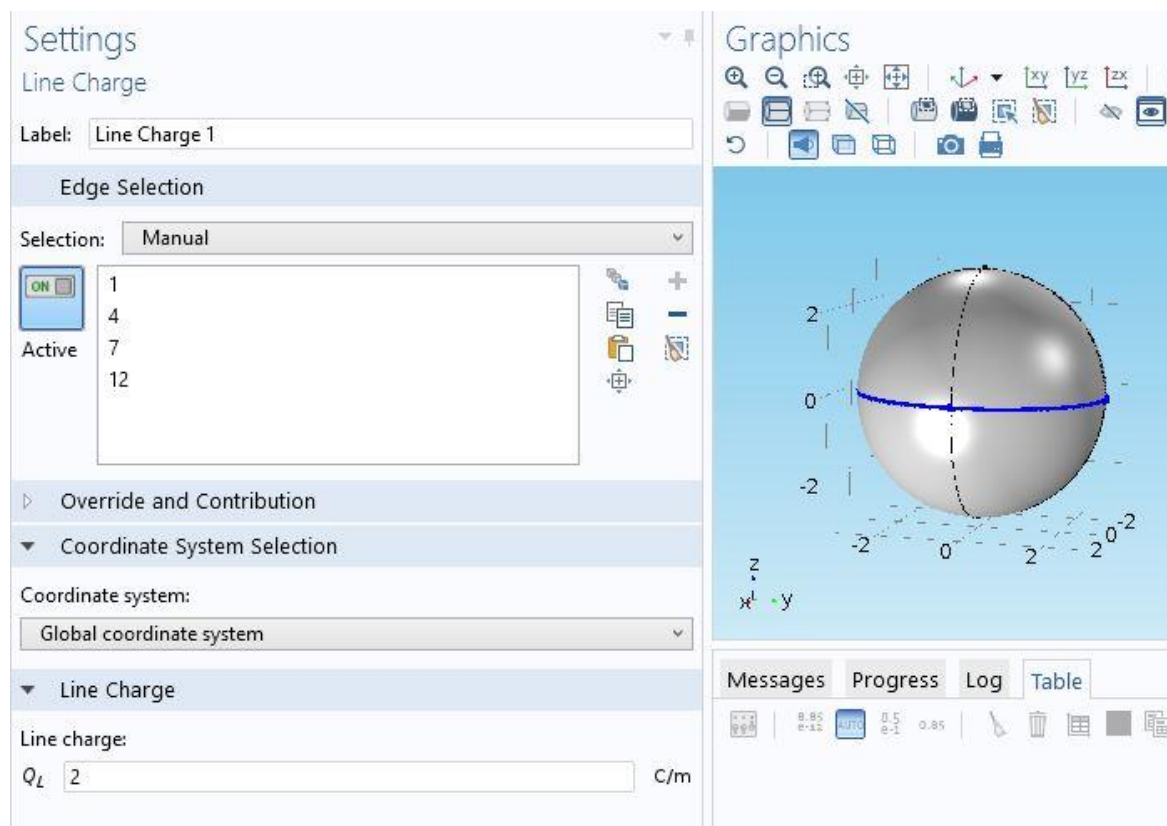 Settings
Line Charge
Label: Line Charge 1
Edge Selection
Selection: Manual
ON
Active
1
4
7
12
Override and Contribution
Coordinate System Selection
Coordinate system:
Global coordinate system
Line Charge
Line charge:
QL 2 C/m
Graphics
xy yz zx
2
0
-2
-2 0 2 2 0 -2
z
x y
Messages Progress Log Table
8.85 e-12 AUTO 8.5 e-1 0.85